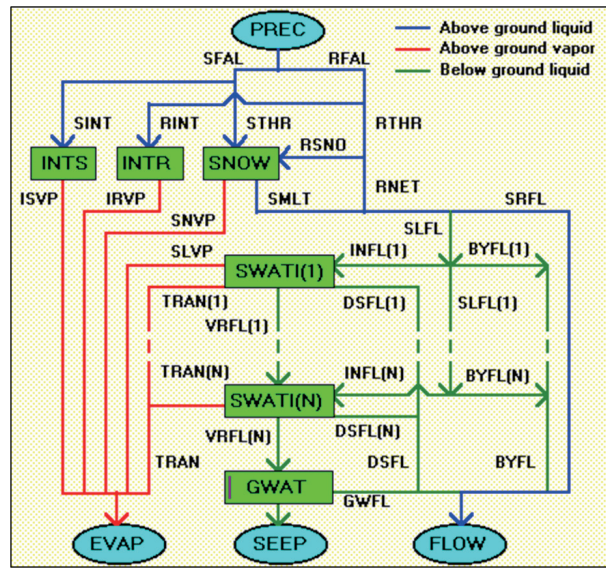 PREC
Above ground liquid
Above ground vapor
Below ground liquid
SFAL RFAL
SINT RINT STHR RTHR
RSNO
INTS INTR SNOW
ISVP IRVP SMLT RNET SRFL
SNVP SLFL
SLVP INFL(1) BYFL(1)
SWATI(1)
TRAN(1) DSFL(1) SLFL(1)
VRFL(1)
TRAN(N) INFL(N) BYFL(N)
SWATI(N)
VRFL(N) DSFL(N)
TRAN DSFL BYFL
GWAT
GWFL
EVAP SEEP FLOW